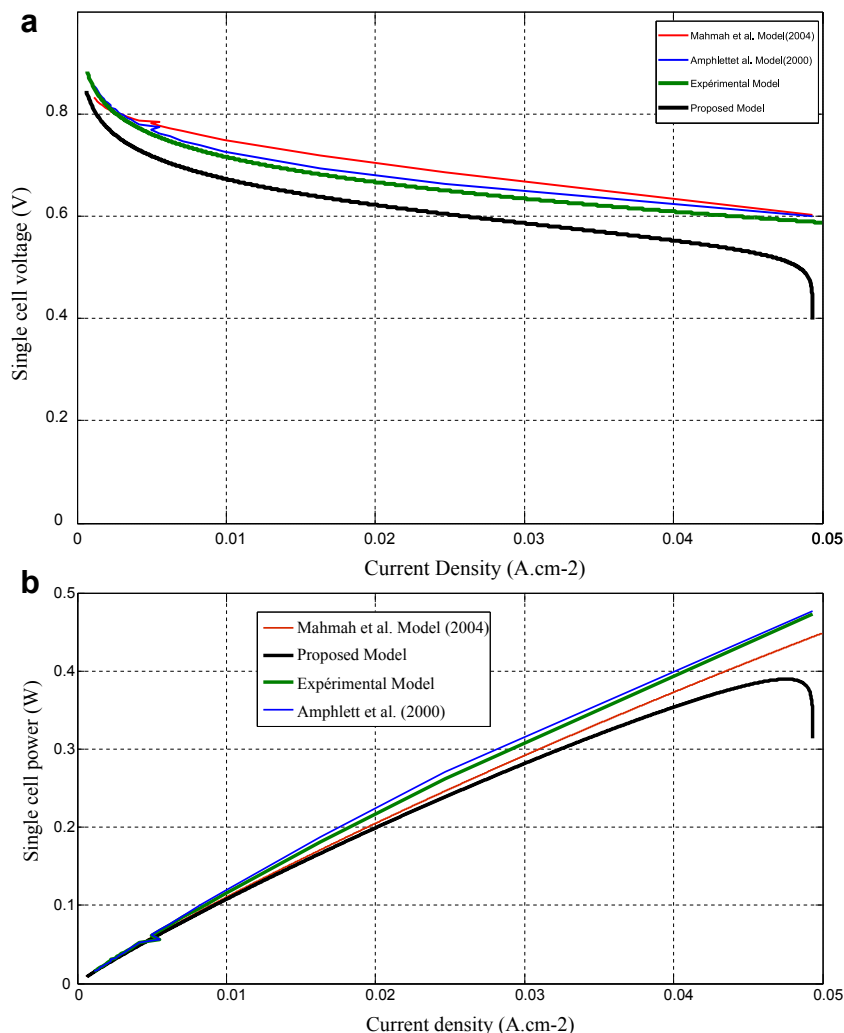 a
Mahmah et al. Model(2004)
Amphlettet al. Model(2000)
Expérimental Model
Proposed Model
Single cell voltage (V)
0.8
0.6
0.4
0.2
0
0.01
0.02
0.03
0.04
0.05
Current Density (A.cm-2)
b
Mahmah et al. Model (2004)
Proposed Model
Expérimental Model
Amphlett et al. (2000)
Single cell power (W)
0.5
0.4
0.3
0.2
0.1
0
0
0.01
0.02
0.03
0.04
0.05
Current density (A.cm-2)